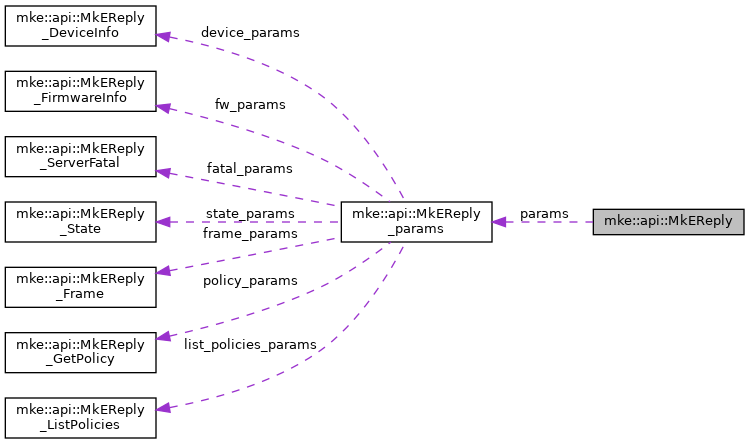 mke::api::MkEReply
_DeviceInfo
device_params
mke::api::MkEReply
_FirmwareInfo
fw_params
mke::api::MkEReply
_ServerFatal
fatal_params
mke::api::MkEReply
_State
state_params
frame_params
mke::api::MkEReply
_params
params
mke::api::MkEReply
mke::api::MkEReply
_Frame
policy_params
mke::api::MkEReply
_GetPolicy
list_policies_params
mke::api::MkEReply
_ListPolicies